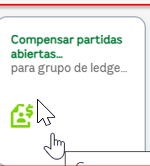 Compensar partidas
abiertas...
para grupo de ledge...